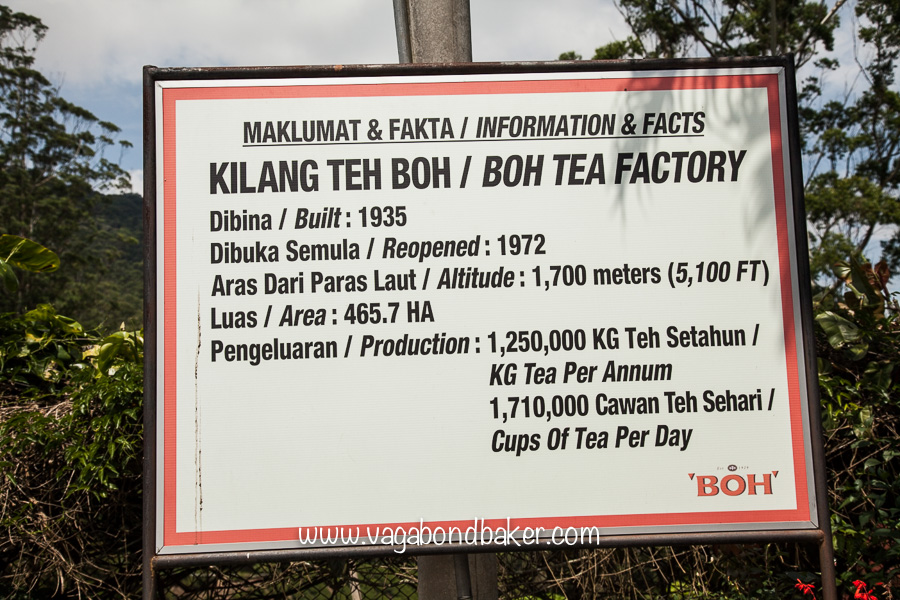 MAKLUMAT & FAKTA / INFORMATION & FACTS
KILANG TEH BOH / BOH TEA FACTORY
Dibina / Built : 1935
Dibuka Semula / Reopened : 1972
Aras Dari Paras Laut / Altitude : 1,700 meters (5,100 FT)
Luas / Area : 465.7 HA
Pengeluaran / Production : 1,250,000 KG Teh Setahun /
KG Tea Per Annum
1,710,000 Cawan Teh Sehari /
Cups Of Tea Per Day
BOH
www.vagabondbaker.com